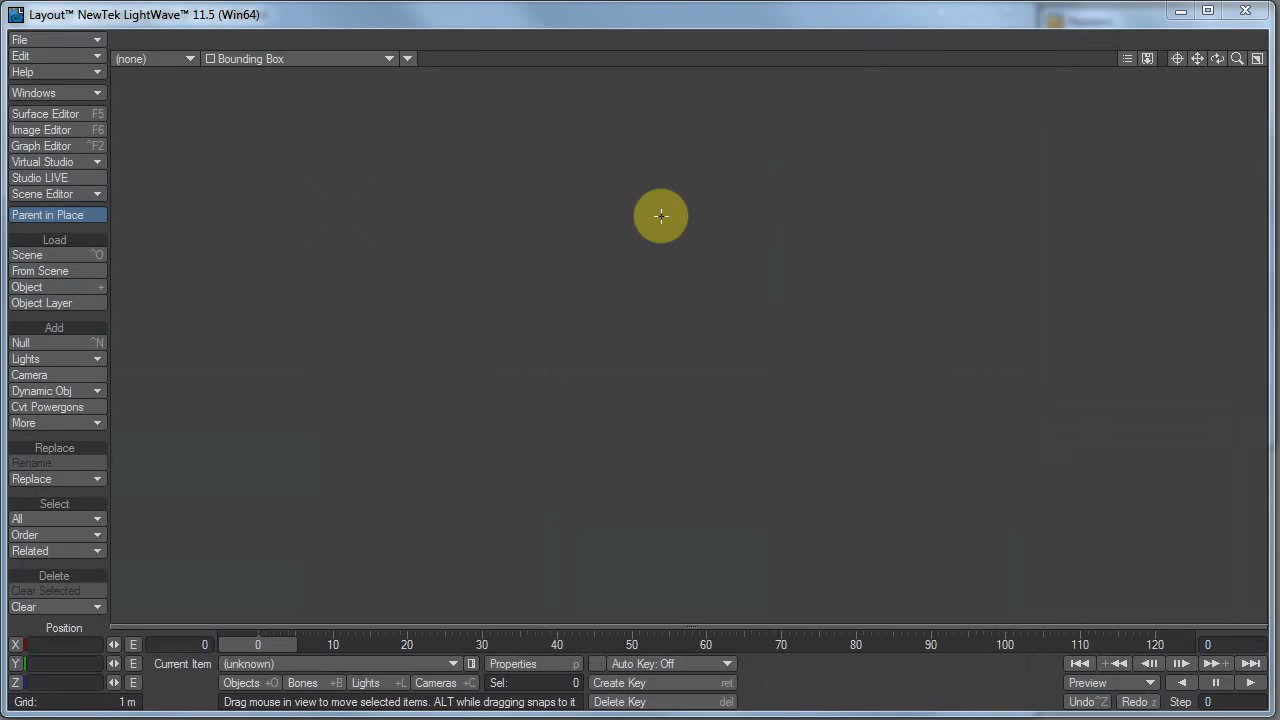 Layout™ NewTek LightWave™ 11.5 (Win64)
File
Edit
Help
(none)
Bounding Box
Windows
Surface Editor F5
Image Editor F6
Graph Editor ^F2
Virtual Studio
Studio LIVE
Scene Editor
Parent in Place
Load
Scene ^O
From Scene
Object +
Object Layer
Add
Null ^N
Lights
Camera
Dynamic Obj
Cvt Powergons
More
Replace
Rename
Replace
Select
All
Order
Related
Delete
Clear Selected
Clear
Position
X E 0 0 10 20 30 40 50 60 70 80 90 100 110 120 0
Y E Current Item (unknown) Properties p Auto Key: Off
Z E Objects +O Bones +B Lights +L Cameras +C Sel: 0 Create Key ret Preview
Grid: 1 m Drag mouse in view to move selected items. ALT while dragging snaps to it Delete Key del Undo ^Z Redo z Step 0